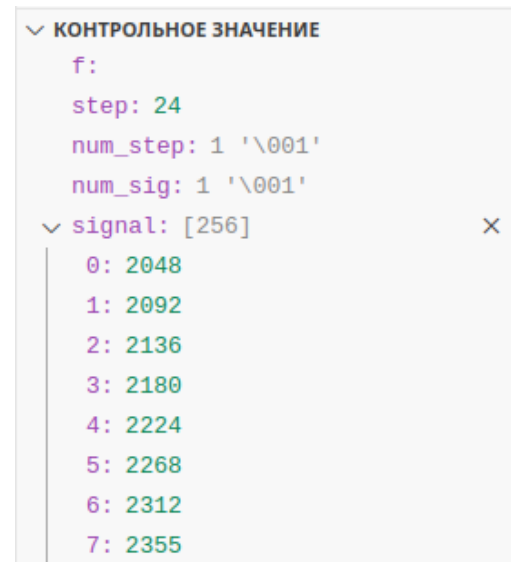 КОНТРОЛЬНОЕ ЗНАЧЕНИЕ
f:
step: 24
num_step: 1 '\001'
num_sig: 1 '\001'
signal: [256]
0: 2048
1: 2092
2: 2136
3: 2180
4: 2224
5: 2268
6: 2312
7: 2355